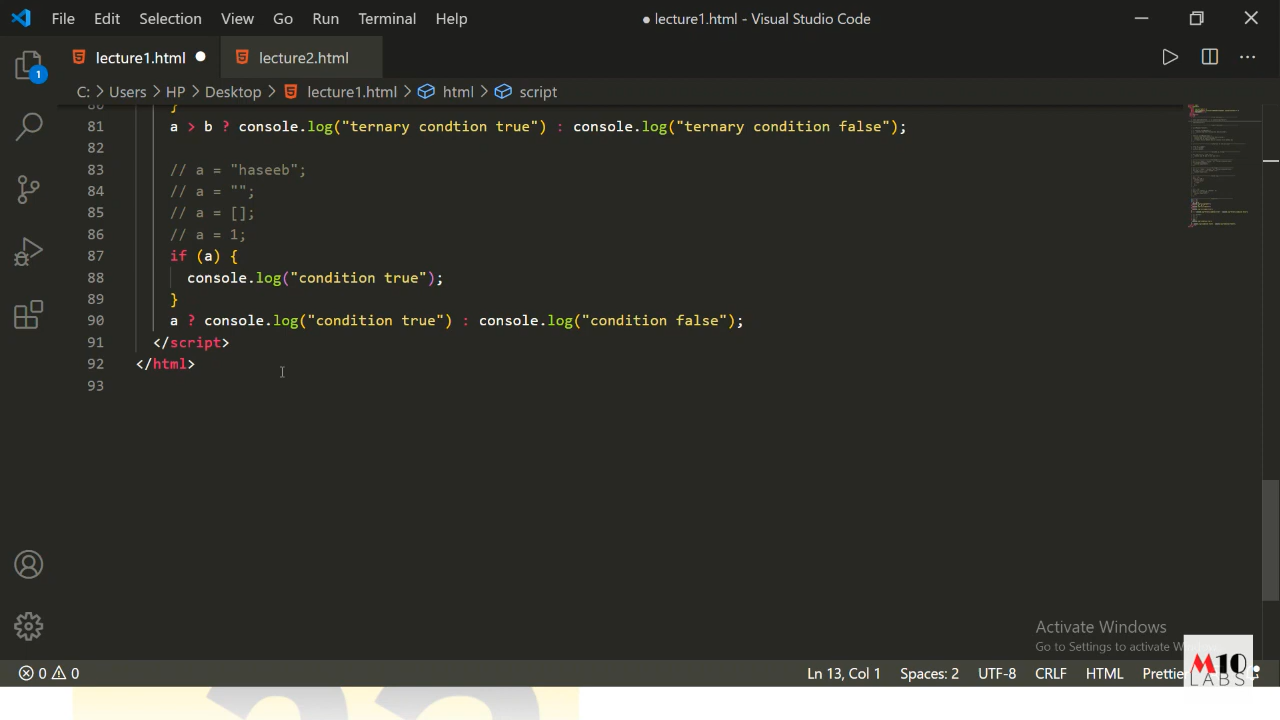 File Edit Selection View Go Run Terminal Help ● lecture1.html - Visual Studio Code
lecture1.html lecture2.html
C: > Users > HP > Desktop > lecture1.html > html > script
1
80 }
81 a > b ? console.log("ternary condtion true") : console.log("ternary condition false");
82
83 // a = "haseeb";
84 // a = "";
85 // a = [];
86 // a = 1;
87 if (a) {
88 console.log("condition true");
89 }
90 a ? console.log("condition true") : console.log("condition false");
91 </script>
92 </html>
93
Activate Windows
Go to Settings to activate W
0 0 Ln 13, Col 1 Spaces: 2 UTF-8 CRLF HTML Prettie
M10
LABS